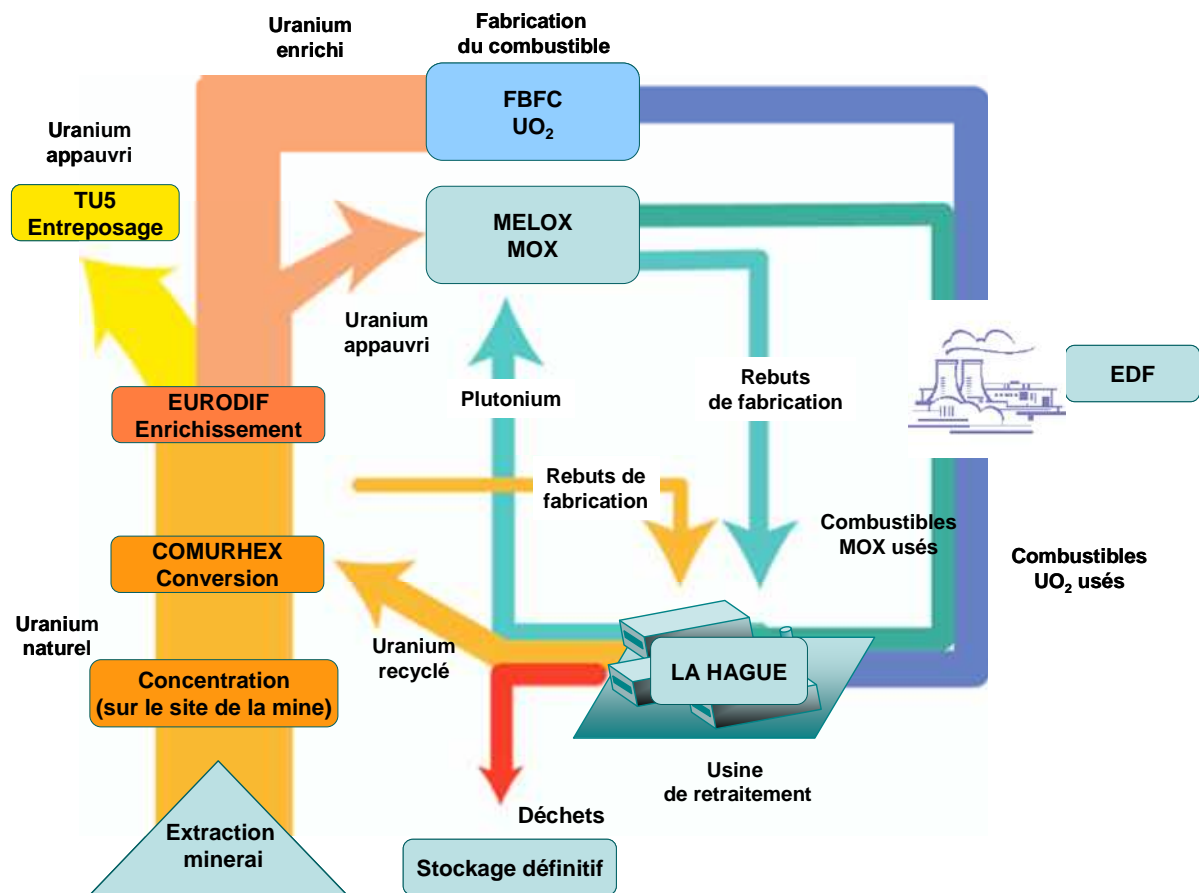 Uranium
enrichi
Fabrication
du combustible
FBFC
UO₂
Uranium
appauvri
TU5
Entreposage
MELOX
MOX
Uranium
appauvri
EURODIF
Enrichissement
Plutonium
Rebuts
de fabrication
EDF
Rebuts de
fabrication
COMURHEX
Conversion
Combustibles
MOX usés
Combustibles
UO₂ usés
Uranium
naturel
Uranium
recyclé
Concentration
(sur le site de la mine)
LA HAGUE
Usine
de retraitement
Extraction
minerai
Déchets
Stockage définitif